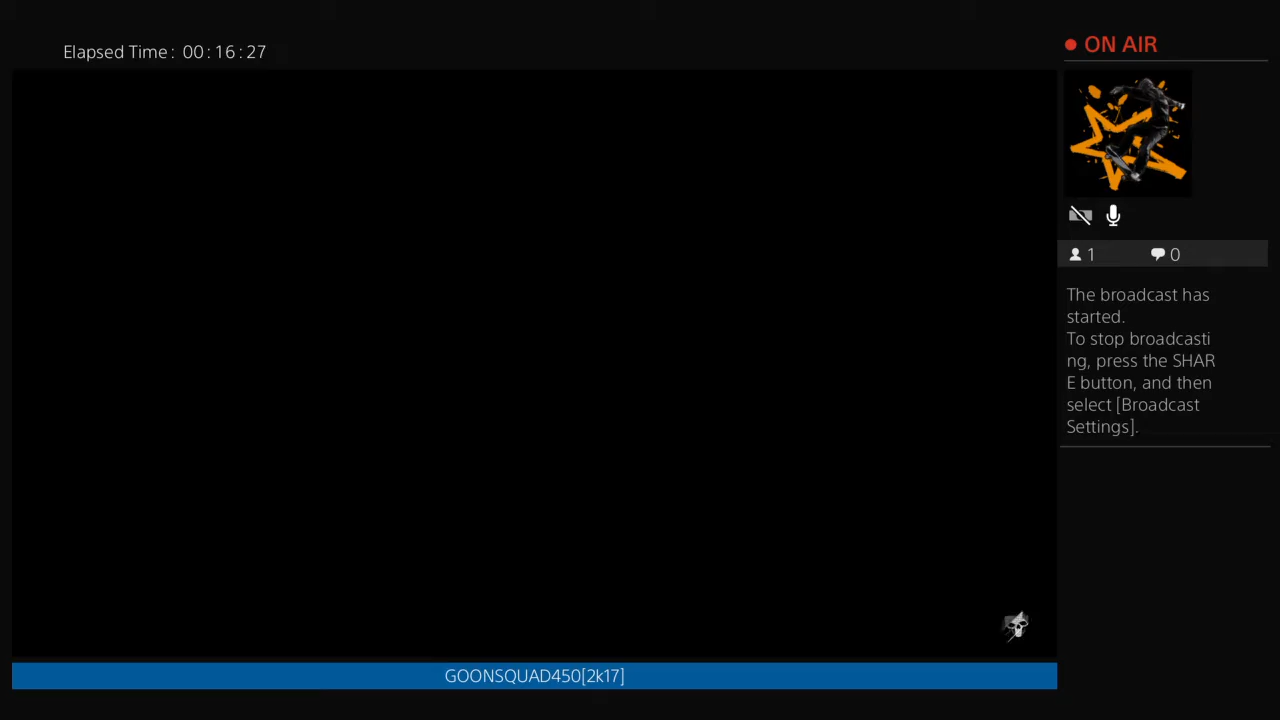 Elapsed Time: 00:16:27
ON AIR
1 0
The broadcast has
started.
To stop broadcasti
ng, press the SHAR
E button, and then
select [Broadcast
Settings].
GOONSQUAD450[2k17]